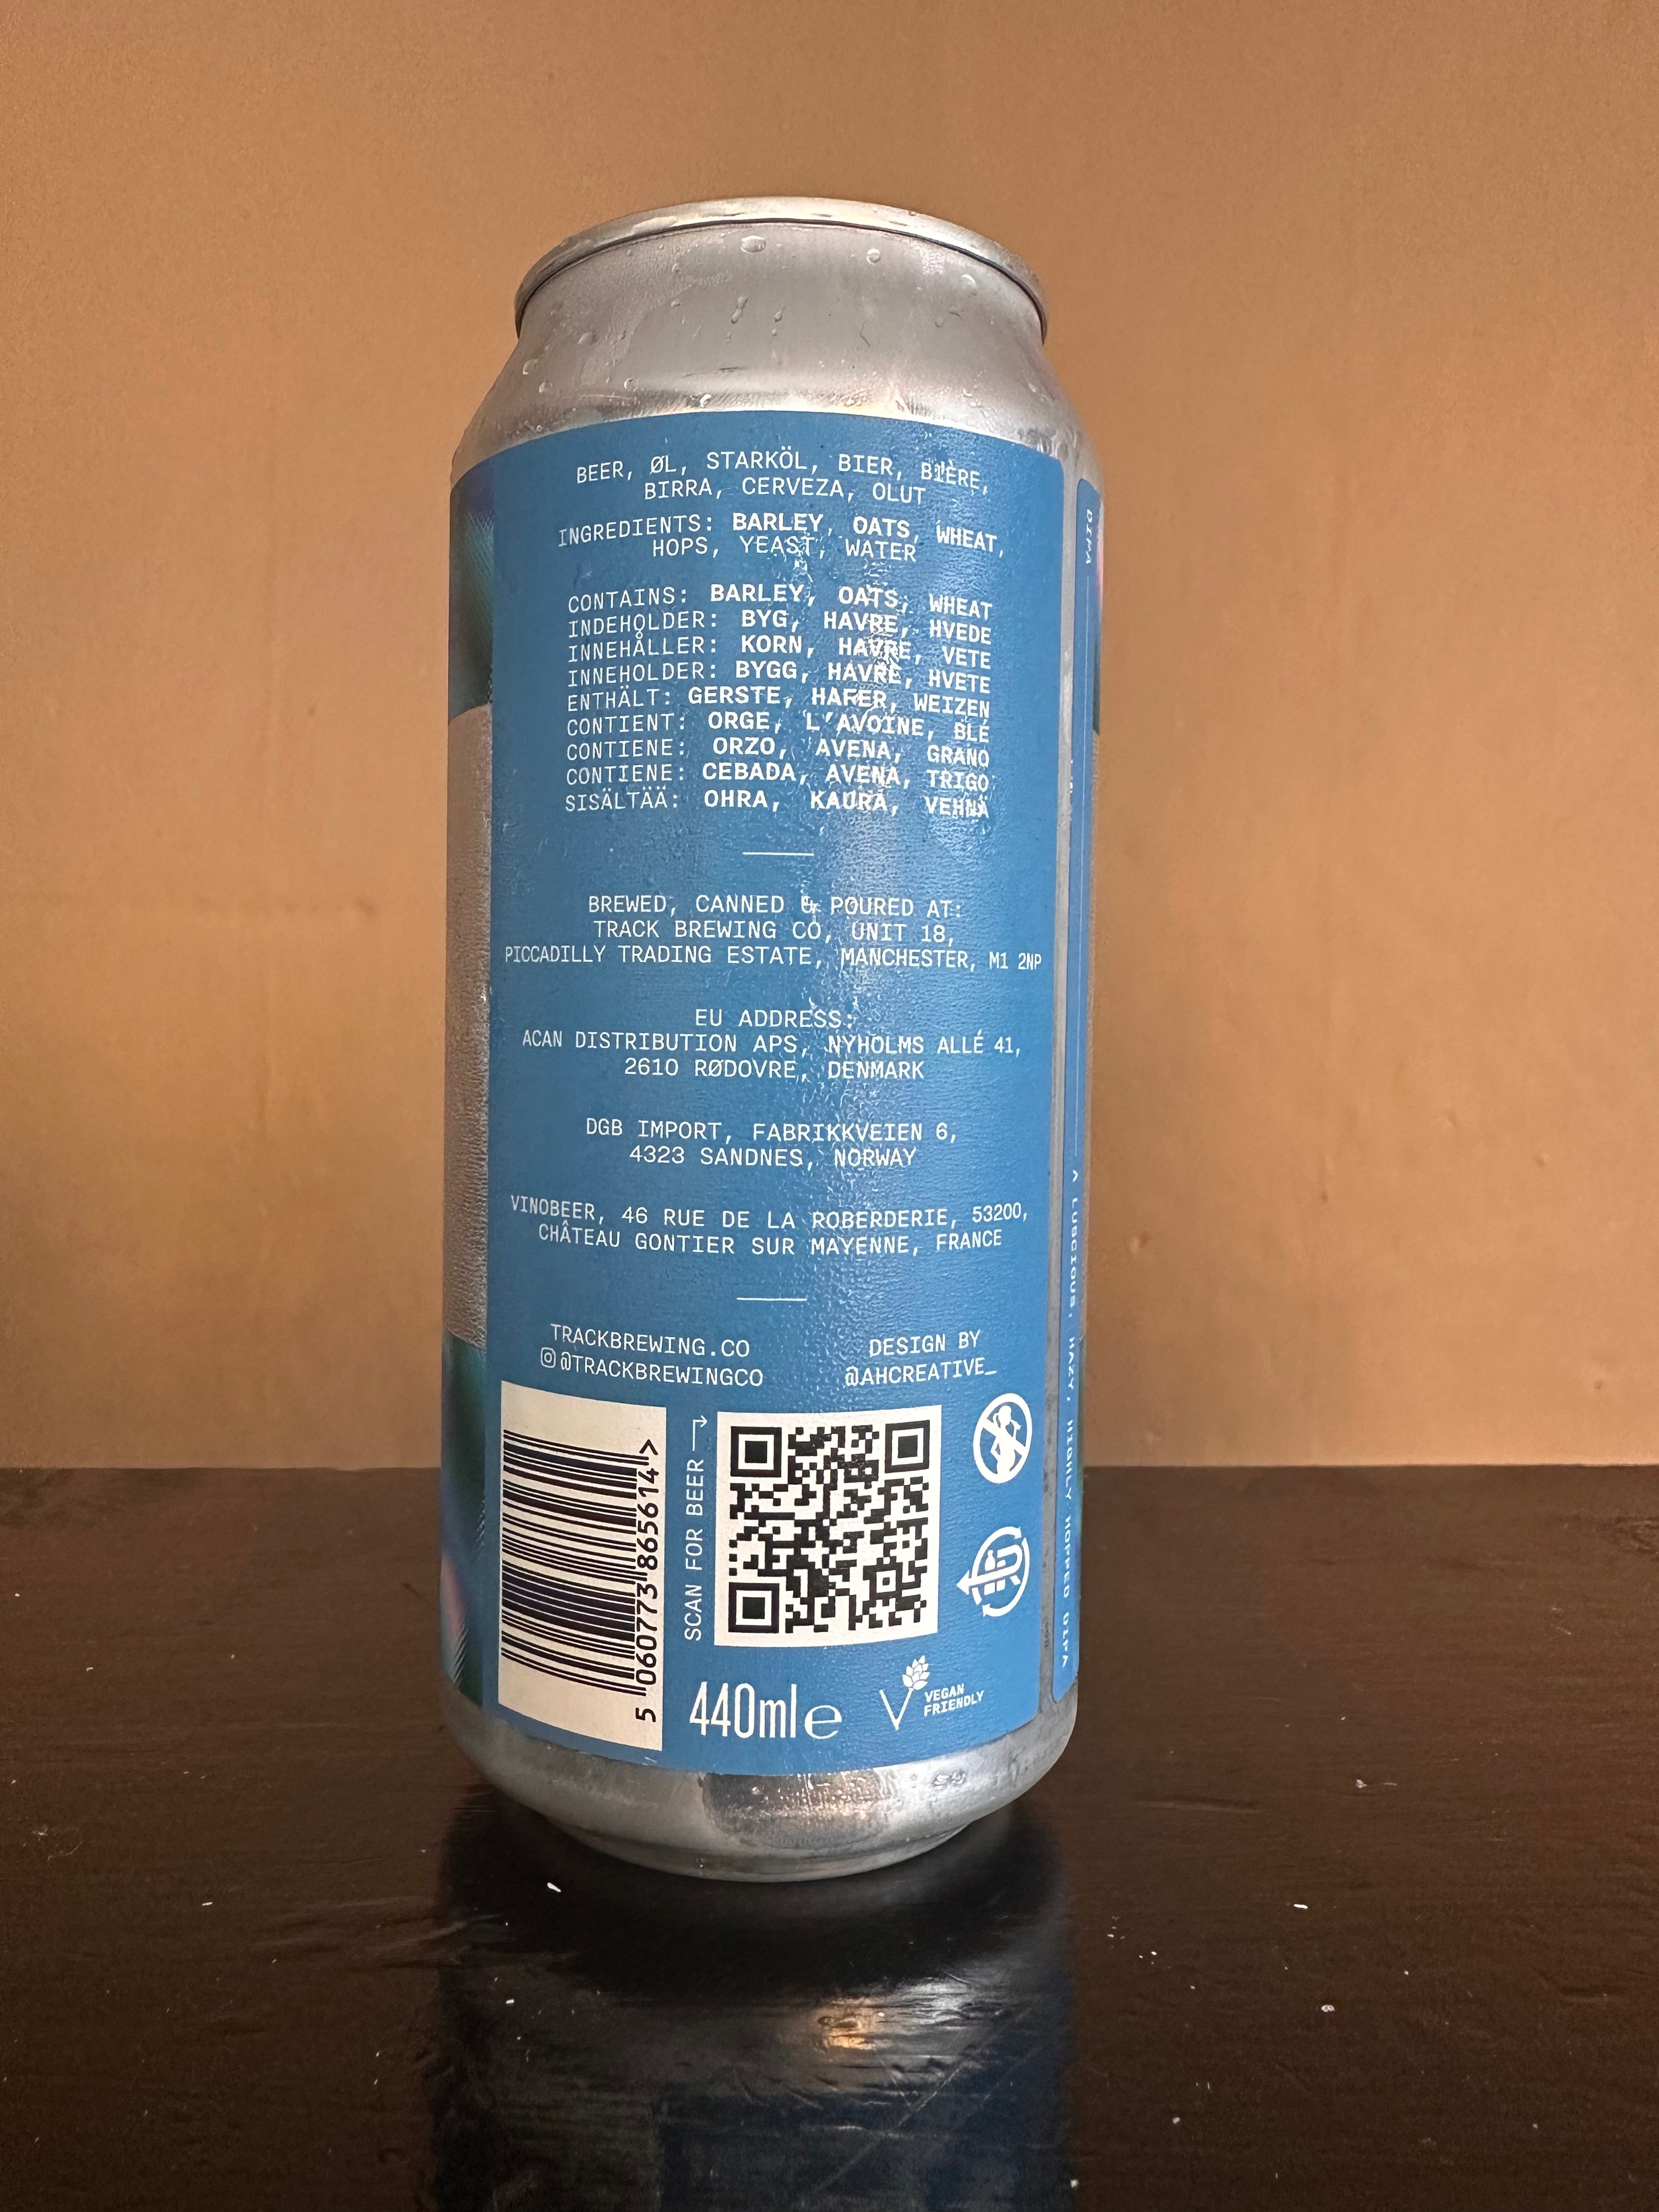 BEER, ØL, STARKÖL, BIER, BIÈRE,
BIRRA, CERVEZA, OLUT
INGREDIENTS: BARLEY, OATS, WHEAT,
HOPS, YEAST, WATER
CONTAINS: BARLEY, OATS, WHEAT
INDEHOLDER: BYG, HAVRE, HVEDE
INNEHÅLLER: KORN, HAVRE, VETE
INNEHOLDER: BYGG, HAVRE, HVETE
ENTHÄLT: GERSTE, HAFER, WEIZEN
CONTIENT: ORGE, L'AVOINE, BLÉ
CONTIENE: ORZO, AVENA, GRANO
CONTIENE: CEBADA, AVENA, TRIGO
SISÄLTÄÄ: OHRA, KAURA, VEHNÄ
BREWED, CANNED & POURED AT:
TRACK BREWING CO, UNIT 18,
PICCADILLY TRADING ESTATE, MANCHESTER, M1 2NP
EU ADDRESS:
ACAN DISTRIBUTION APS, NYHOLMS ALLÉ 41,
2610 RØDOVRE, DENMARK
DGB IMPORT, FABRIKKVEIEN 6,
4323 SANDNES, NORWAY
VINOBEER, 46 RUE DE LA ROBERDERIE, 53200,
CHÂTEAU GONTIER SUR MAYENNE, FRANCE
TRACKBREWING.CO
@TRACKBREWINGCO
DESIGN BY
@AHCREATIVE_
5 060773 865614>
SCAN FOR BEER
440ml e
VEGAN
FRIENDLY
DIPA
A LUSCIOUS, HAZY, HIGHLY HOPPED DIPA